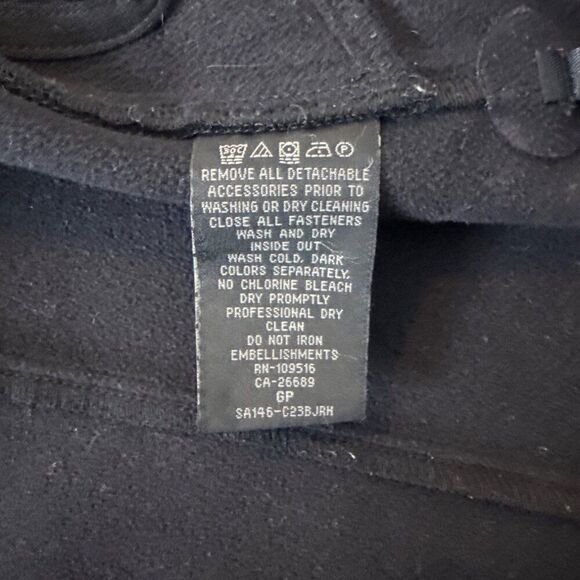 REMOVE ALL DETACHABLE
ACCESSORIES PRIOR TO
WASHING OR DRY CLEANING
CLOSE ALL FASTENERS
WASH AND DRY
INSIDE OUT
WASH COLD. DARK
COLORS SEPARATELY.
NO CHLORINE BLEACH
DRY PROMPTLY
PROFESSIONAL DRY
CLEAN
DO NOT IRON
EMBELLISHMENTS
RN-109516
CA-26689
GP
SA146-C23BJRH